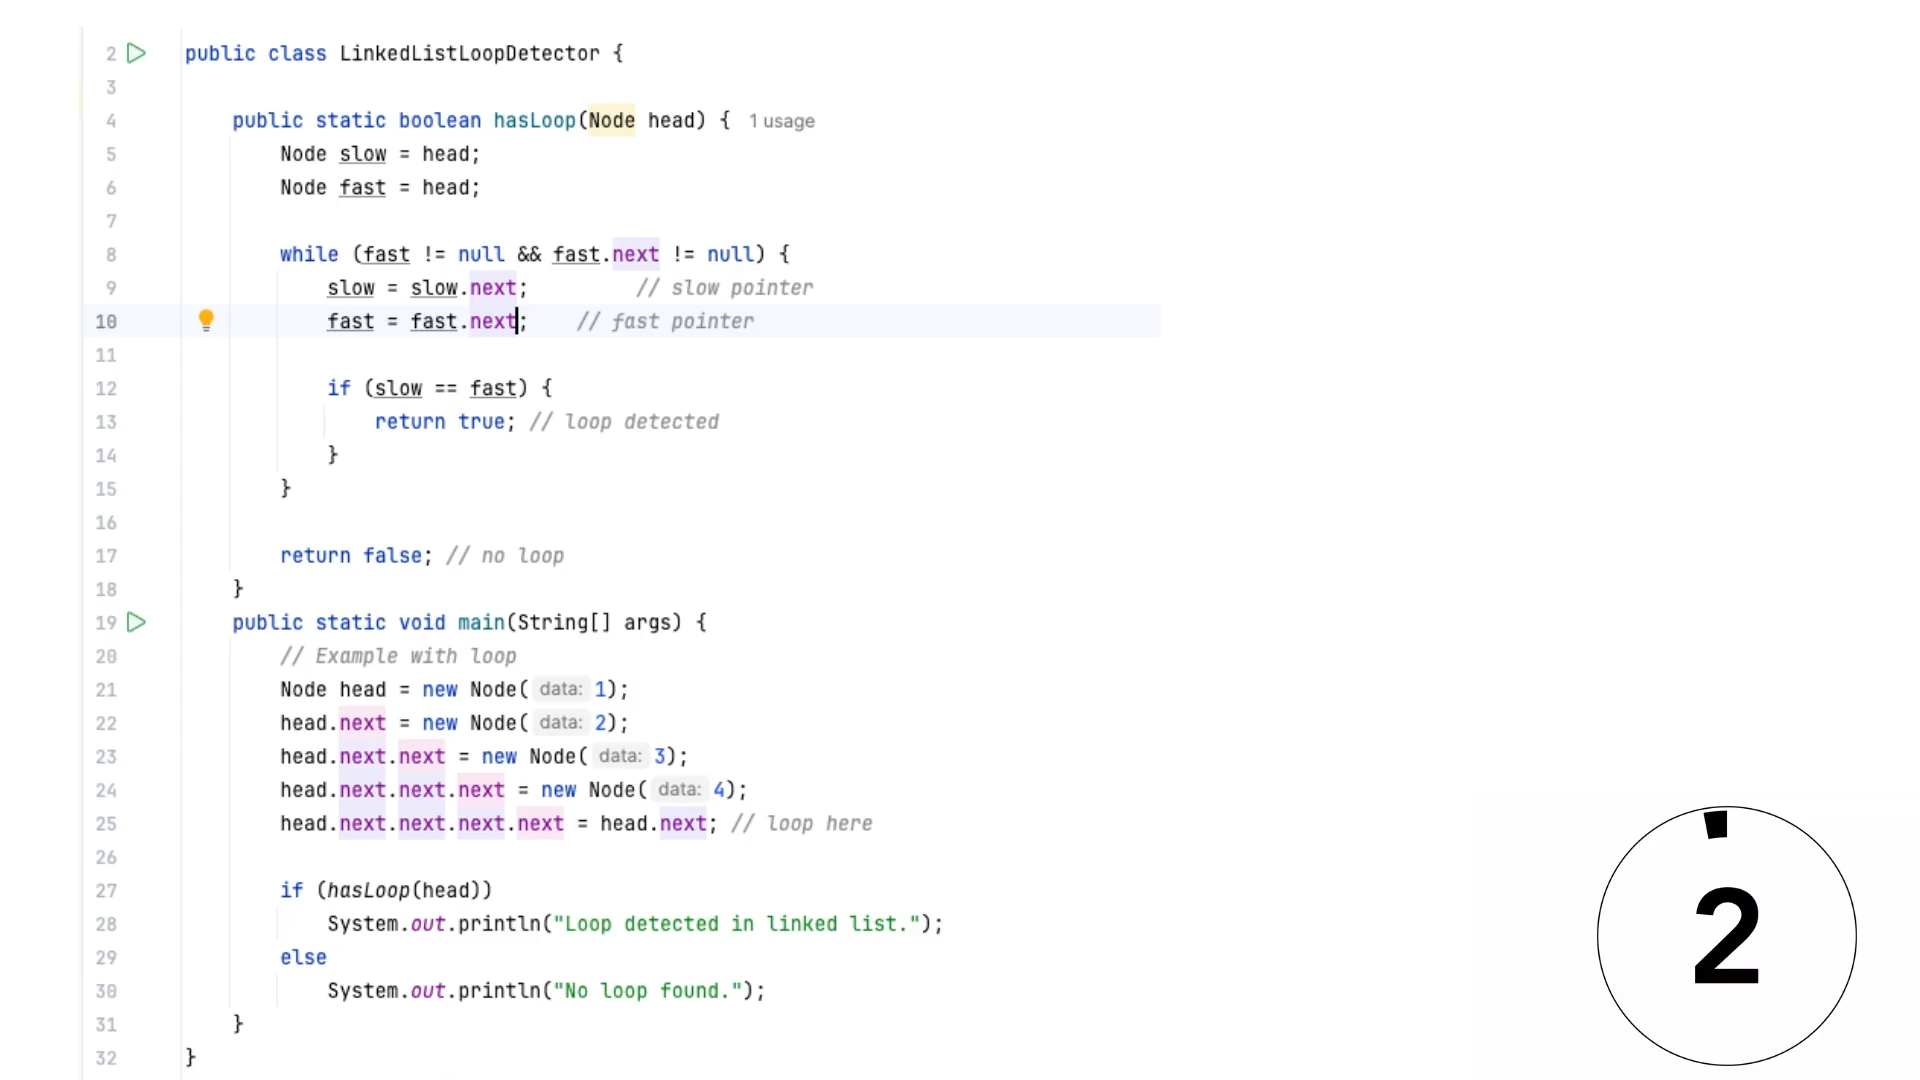 2 public class LinkedListLoopDetector {
3
4 public static boolean hasLoop(Node head) { 1 usage
5 Node slow = head;
6 Node fast = head;
7
8 while (fast != null && fast.next != null) {
9 slow = slow.next; // slow pointer
10 fast = fast.next; // fast pointer
11
12 if (slow == fast) {
13 return true; // loop detected
14 }
15 }
16
17 return false; // no loop
18 }
19 public static void main(String[] args) {
20 // Example with loop
21 Node head = new Node( data: 1);
22 head.next = new Node( data: 2);
23 head.next.next = new Node( data: 3);
24 head.next.next.next = new Node( data: 4);
25 head.next.next.next.next = head.next; // loop here
26
27 if (hasLoop(head))
28 System.out.println("Loop detected in linked list.");
29 else
30 System.out.println("No loop found.");
31 }
32 }
2